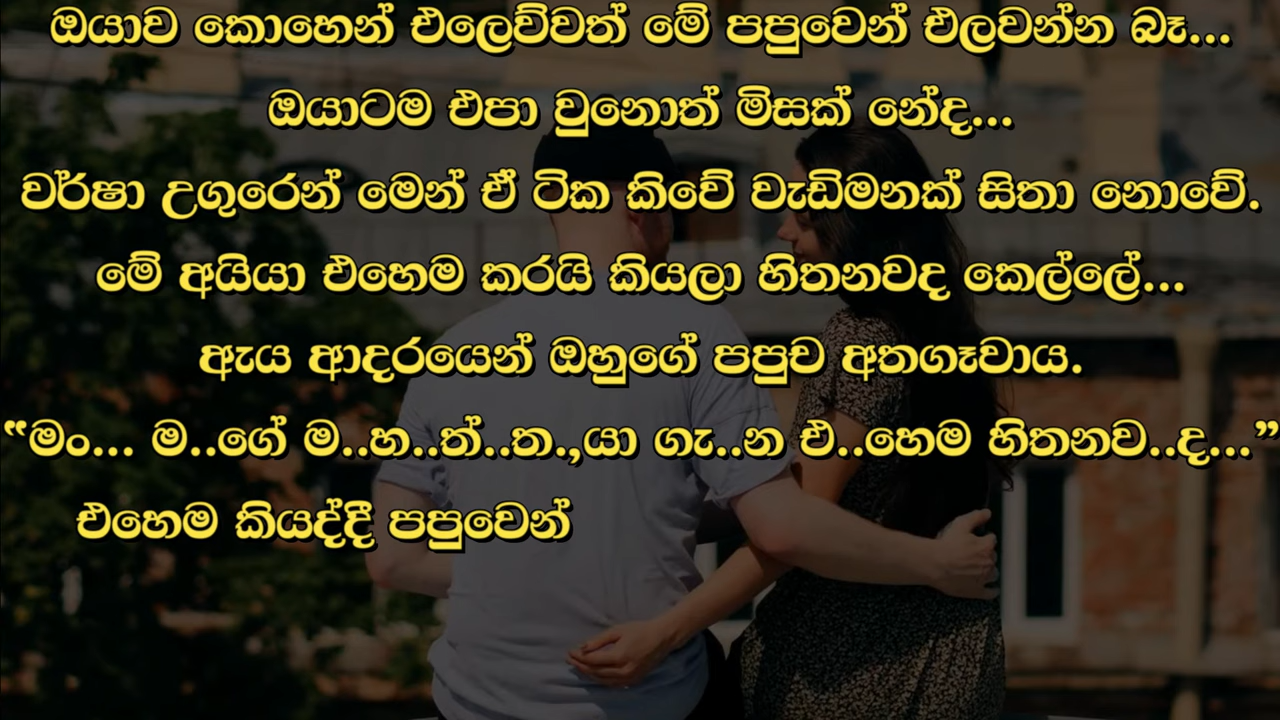 ඔයාව කොහෙන් එලෙව්වත් මේ පපුවෙන් එලවන්න බෑ...
ඔයාටම එපා වුනොත් මිසක් නේද...
වර්ෂා උගුරෙන් මෙන් ඒ ටික කිවේ වැඩිමනක් සිතා නොවේ.
මේ අයියා එහෙම කරයි කියලා හිතනවද කෙල්ලේ...
ඇය ආදරයෙන් ඔහුගේ පපුව අතගෑවාය.
“මං... ම..ගේ ම..හ..ත්..ත.,යා ගැ..න එ..හෙම හිතනව..ද...”
එහෙම කියද්දී පපුවෙන්